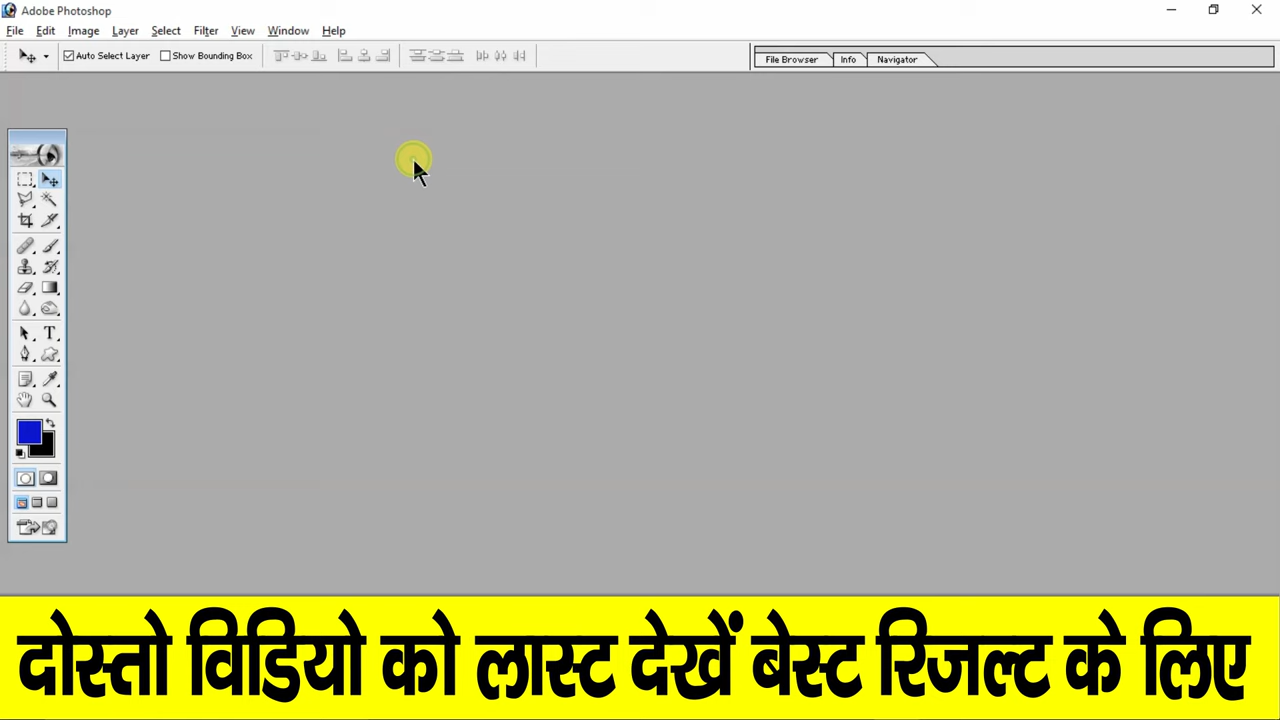 Adobe Photoshop
File Edit Image Layer Select Filter View Window Help
Auto Select Layer Show Bounding Box File Browser Info Navigator
T
दोस्तो विडियो को लास्ट देखें बेस्ट रिजल्ट के लिए